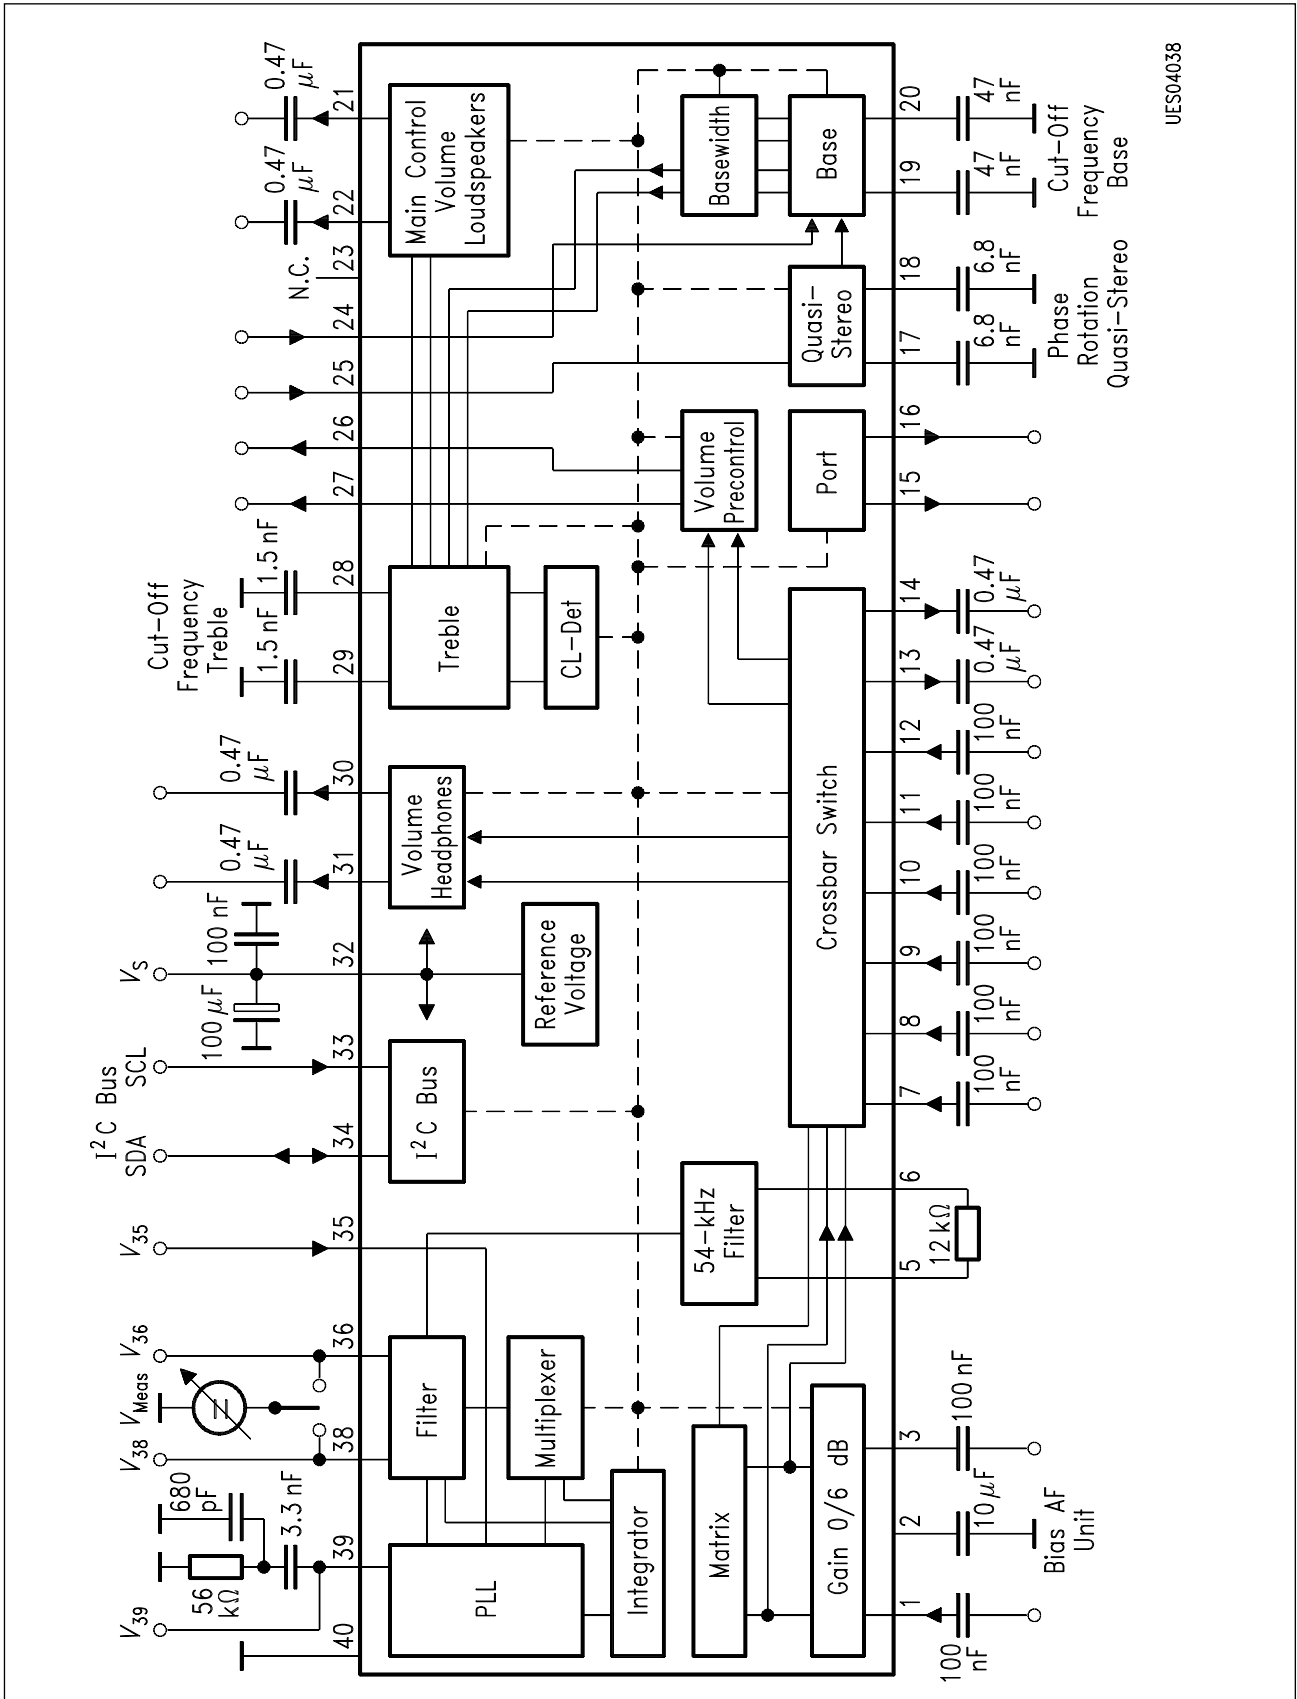 UES04038
V39
V38
VMeas
V36
V35
I²C Bus
SDA
SCL
VS
Cut-Off
Frequency
Treble
56
kΩ
680
pF
3.3 nF
100 μF
100 nF
0.47
μF
0.47
μF
1.5 nF
1.5 nF
N.C.
0.47
μF
0.47
μF
40
39
38
36
35
34
33
32
31
30
29
28
27
26
25
24
23
22
21
PLL
Filter
Multiplexer
Integrator
I²C Bus
Reference
Voltage
Volume
Headphones
Treble
CL-Det
Main Control
Volume
Loudspeakers
Matrix
Gain 0/6 dB
54-kHz
Filter
Crossbar Switch
Volume
Precontrol
Port
Quasi-
Stereo
Basewidth
Base
1
2
3
5
6
7
8
9
10
11
12
13
14
15
16
17
18
19
20
100
nF
10 μF
100 nF
12 kΩ
100
nF
100
nF
100
nF
100
nF
100
nF
100
nF
0.47
μF
0.47
μF
6.8
nF
6.8
nF
47
nF
47
nF
Bias AF
Unit
Phase
Rotation
Quasi-Stereo
Cut-Off
Frequency
Base